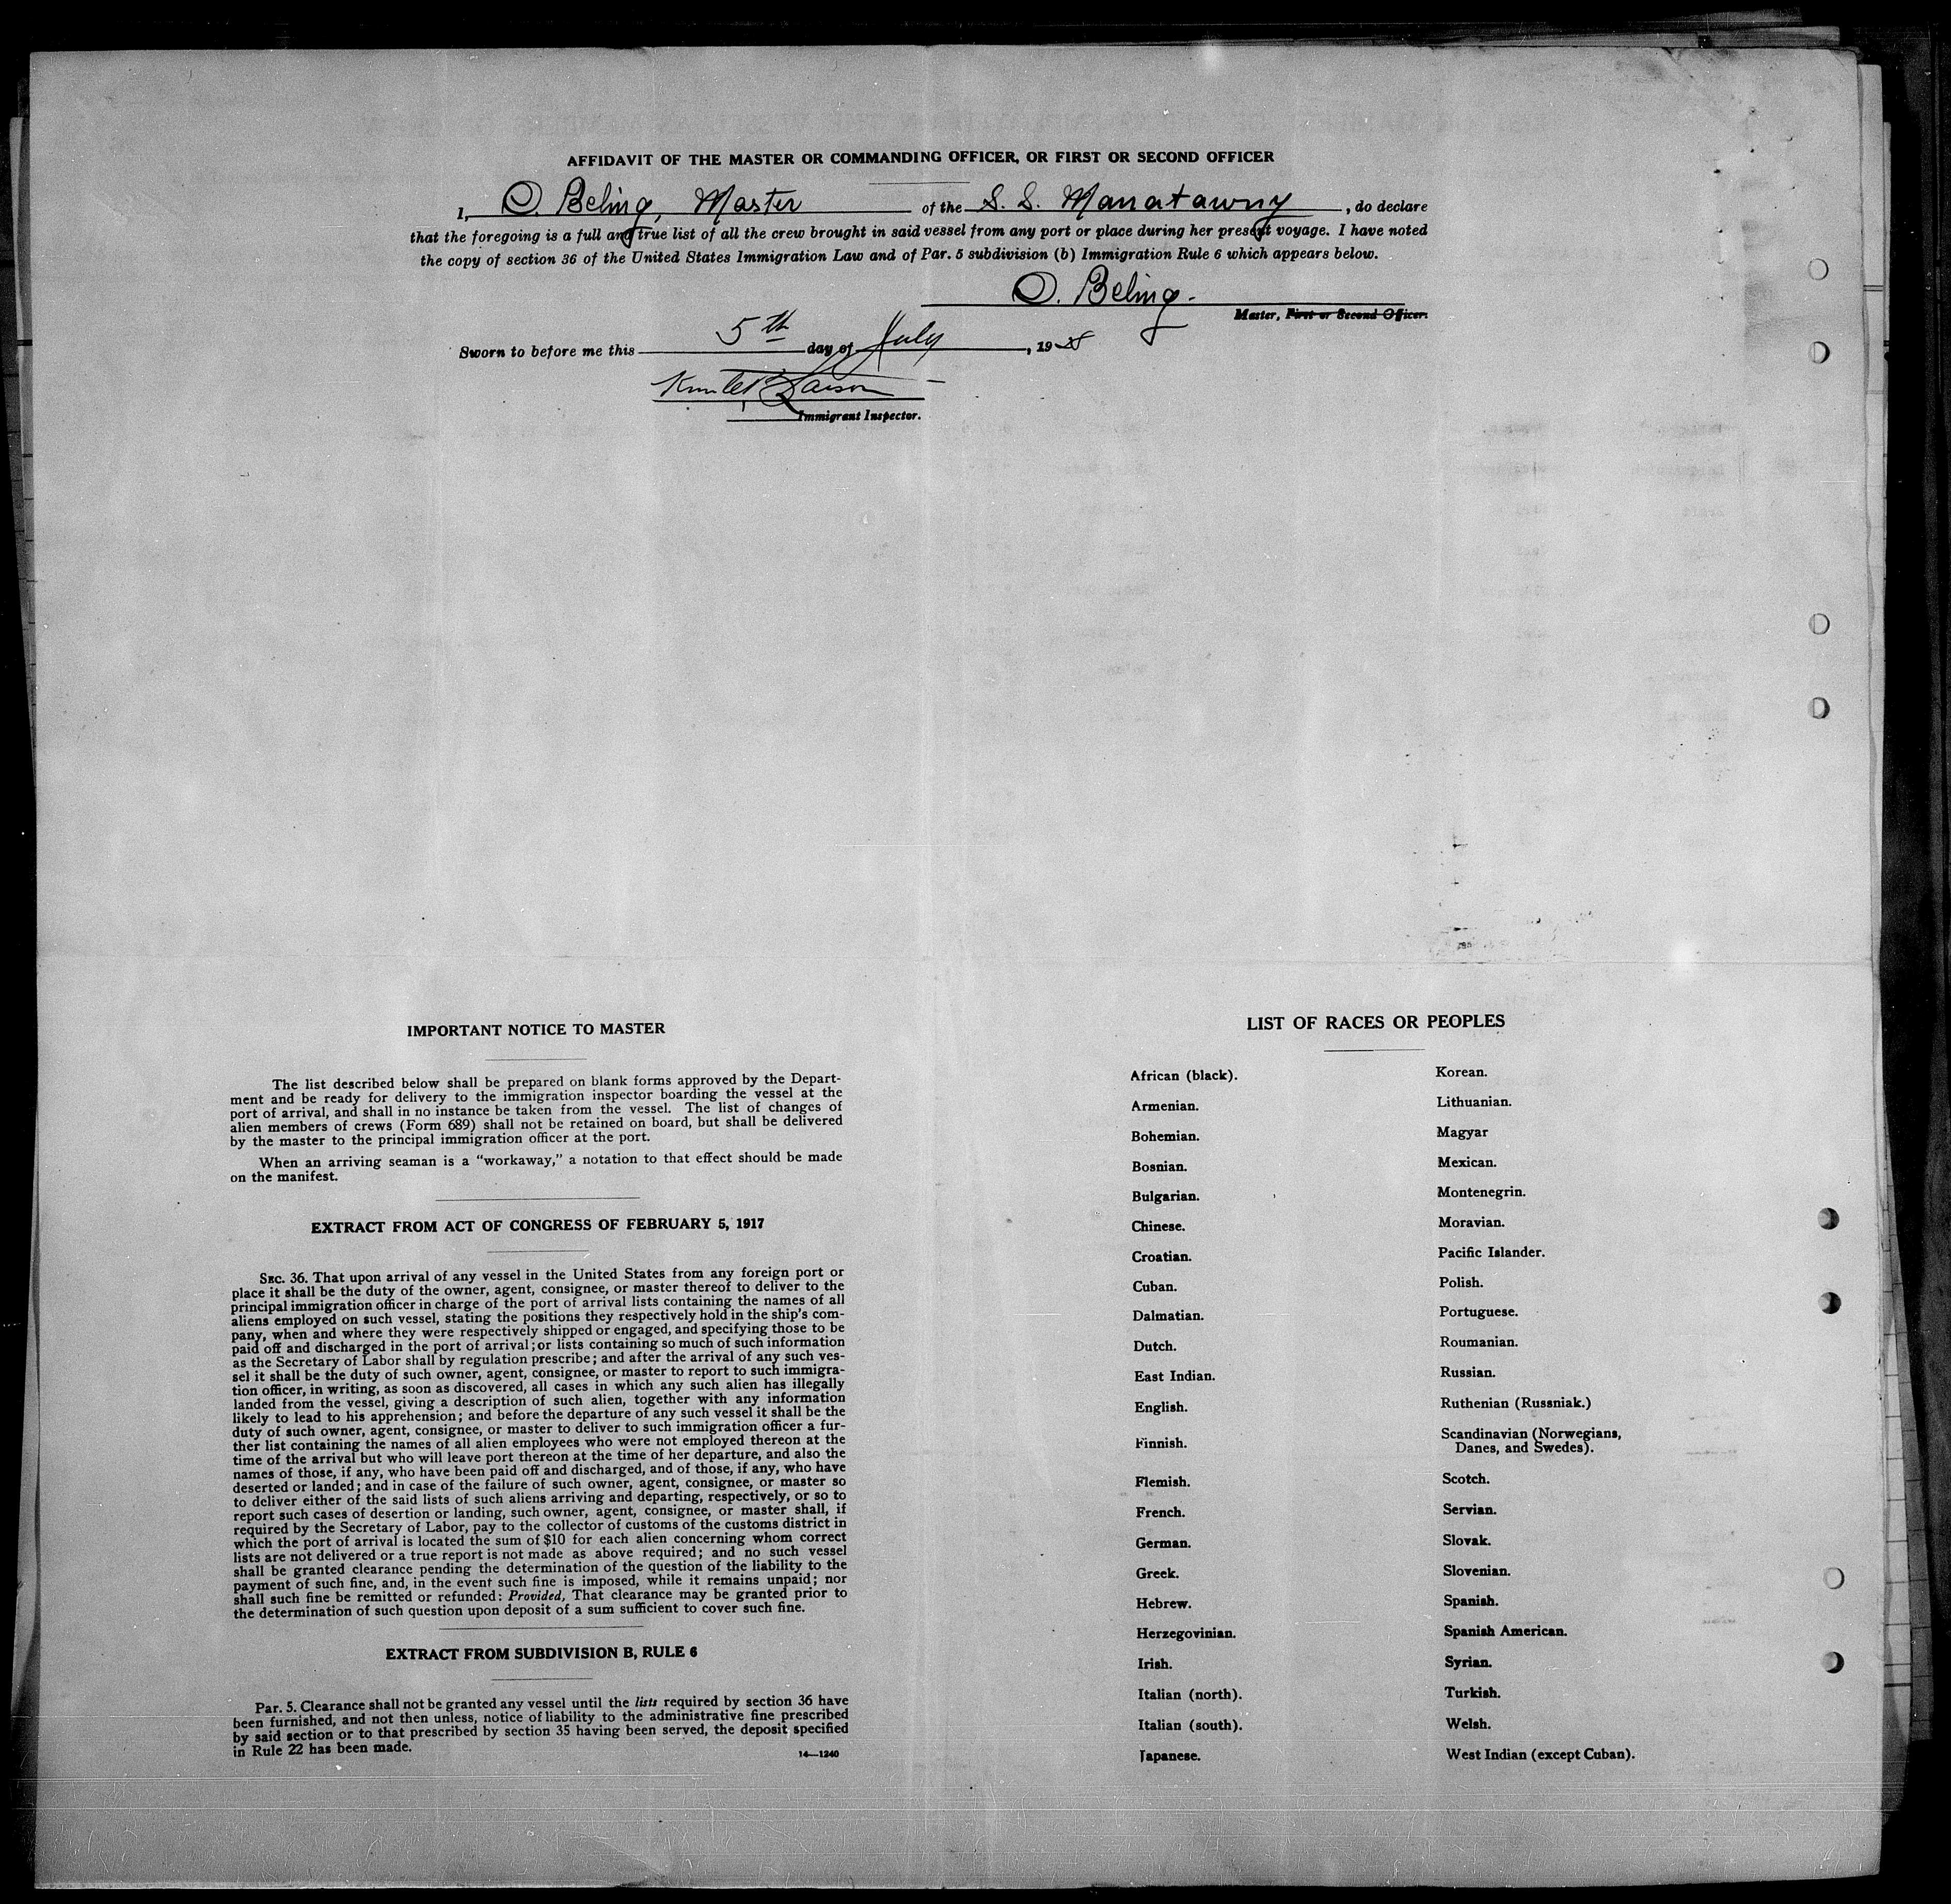 AFFIDAVIT OF THE MASTER OR COMMANDING OFFICER, OR FIRST OR SECOND OFFICER
I, O. Beling, Master of the S. S. Manatawny, do declare
that the foregoing is a full and true list of all the crew brought in said vessel from any port or place during her present voyage. I have noted
the copy of section 36 of the United States Immigration Law and of Par. 5 subdivision (b) Immigration Rule 6 which appears below.
O. Beling.
Master, First or Second Officer.
Sworn to before me this 5th day of July, 19
Larson
Immigrant Inspector.
IMPORTANT NOTICE TO MASTER
The list described below shall be prepared on blank forms approved by the Depart-
ment and be ready for delivery to the immigration inspector boarding the vessel at the
port of arrival, and shall in no instance be taken from the vessel. The list of changes of
alien members of crews (Form 689) shall not be retained on board, but shall be delivered
by the master to the principal immigration officer at the port.
When an arriving seaman is a "workaway," a notation to that effect should be made
on the manifest.
EXTRACT FROM ACT OF CONGRESS OF FEBRUARY 5, 1917
SEC. 36. That upon arrival of any vessel in the United States from any foreign port or
place it shall be the duty of the owner, agent, consignee, or master thereof to deliver to the
principal immigration officer in charge of the port of arrival lists containing the names of all
aliens employed on such vessel, stating the positions they respectively hold in the ship's com-
pany, when and where they were respectively shipped or engaged, and specifying those to be
paid off and discharged in the port of arrival; or lists containing so much of such information
as the Secretary of Labor shall by regulation prescribe; and after the arrival of any such ves-
sel it shall be the duty of such owner, agent, consignee, or master to report to such immigra-
tion officer, in writing, as soon as discovered, all cases in which any such alien has illegally
landed from the vessel, giving a description of such alien, together with any information
likely to lead to his apprehension; and before the departure of any such vessel it shall be the
duty of such owner, agent, consignee, or master to deliver to such immigration officer a fur-
ther list containing the names of all alien employees who were not employed thereon at the
time of the arrival but who will leave port thereon at the time of her departure, and also the
names of those, if any, who have been paid off and discharged, and of those, if any, who have
deserted or landed; and in case of the failure of such owner, agent, consignee, or master so
to deliver either of the said lists of such aliens arriving and departing, respectively, or so to
report such cases of desertion or landing, such owner, agent, consignee, or master shall, if
required by the Secretary of Labor, pay to the collector of customs of the customs district in
which the port of arrival is located the sum of $10 for each alien concerning whom correct
lists are not delivered or a true report is not made as above required; and no such vessel
shall be granted clearance pending the determination of the question of the liability to the
payment of such fine, and, in the event such fine is imposed, while it remains unpaid; nor
shall such fine be remitted or refunded: Provided, That clearance may be granted prior to
the determination of such question upon deposit of a sum sufficient to cover such fine.
EXTRACT FROM SUBDIVISION B, RULE 6
Par. 5. Clearance shall not be granted any vessel until the lists required by section 36 have
been furnished, and not then unless, notice of liability to the administrative fine prescribed
by said section or to that prescribed by section 35 having been served, the deposit specified
in Rule 22 has been made.
14—1240
LIST OF RACES OR PEOPLES
African (black).
Armenian.
Bohemian.
Bosnian.
Bulgarian.
Chinese.
Croatian.
Cuban.
Dalmatian.
Dutch.
East Indian.
English.
Finnish.
Flemish.
French.
German.
Greek.
Hebrew.
Herzegovinian.
Irish.
Italian (north).
Italian (south).
Japanese.
Korean.
Lithuanian.
Magyar
Mexican.
Montenegrin.
Moravian.
Pacific Islander.
Polish.
Portuguese.
Roumanian.
Russian.
Ruthenian (Russniak.)
Scandinavian (Norwegians,
Danes, and Swedes).
Scotch.
Servian.
Slovak.
Slovenian.
Spanish.
Spanish American.
Syrian.
Turkish.
Welsh.
West Indian (except Cuban).